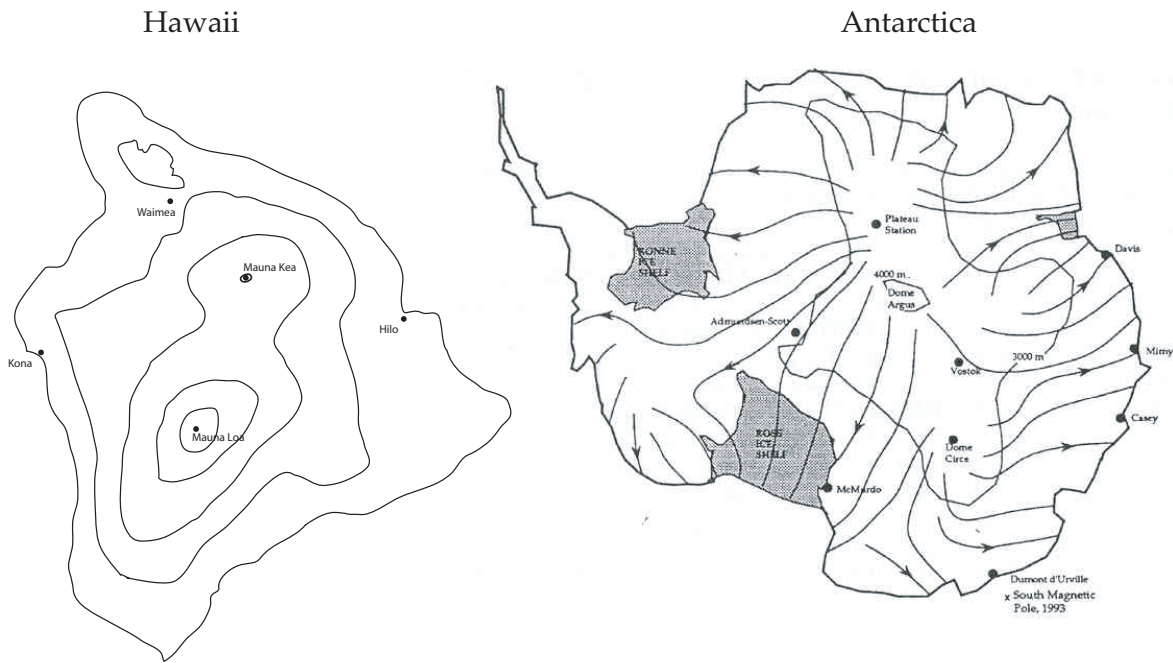 Hawaii
Waimea
Mauna Kea
Hilo
Kona
Mauna Loa
Antarctica
Plateau
Station
RONNE
ICE
SHELF
Davis
4000 m
Dome
Argus
Admundsen-Scott
Mirny
3000 m
Vostok
Casey
ROSS
ICE
SHELF
Dome
Circe
McMurdo
Dumont d'Urville
x South Magnetic
Pole, 1993